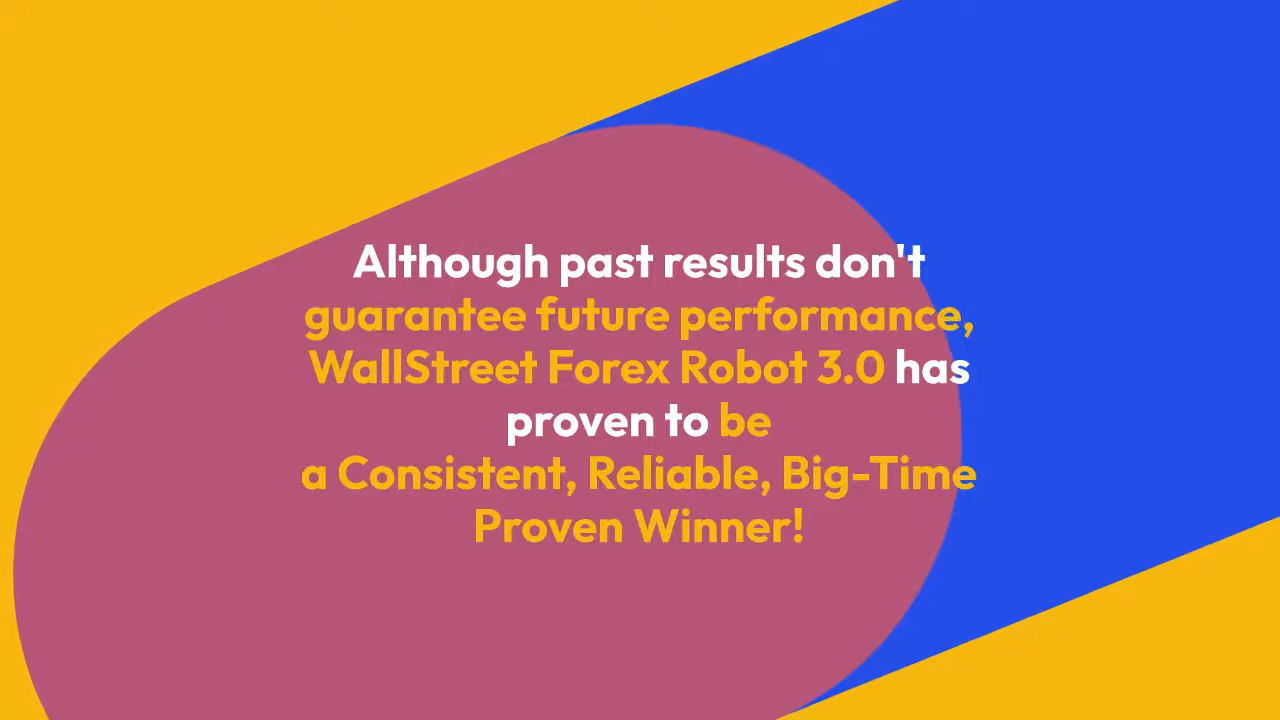 Although past results don't
guarantee future performance,
WallStreet Forex Robot 3.0 has
proven to be
a Consistent, Reliable, Big-Time
Proven Winner!